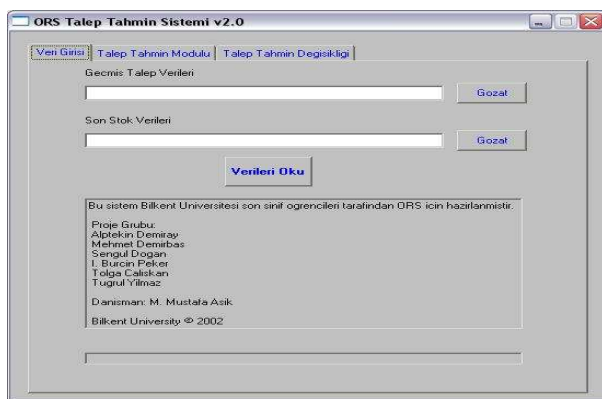 ORS Talep Tahmin Sistemi v2.0
Veri Girisi Talep Tahmin Modulu Talep Tahmin Degisikligi
Gecmis Talep Verileri
Gozat
Son Stok Verileri
Gozat
Verileri Oku
Bu sistem Bilkent Universitesi son sinif ogrencileri tarafindan ORS icin hazirlanmistir.
Proje Grubu:
Alptekin Demiray
Mehmet Demirbas
Sengul Dogan
I. Burcin Peker
Tolga Caliskan
Tugrul Yilmaz
Danisman: M. Mustafa Asik
Bilkent University © 2002